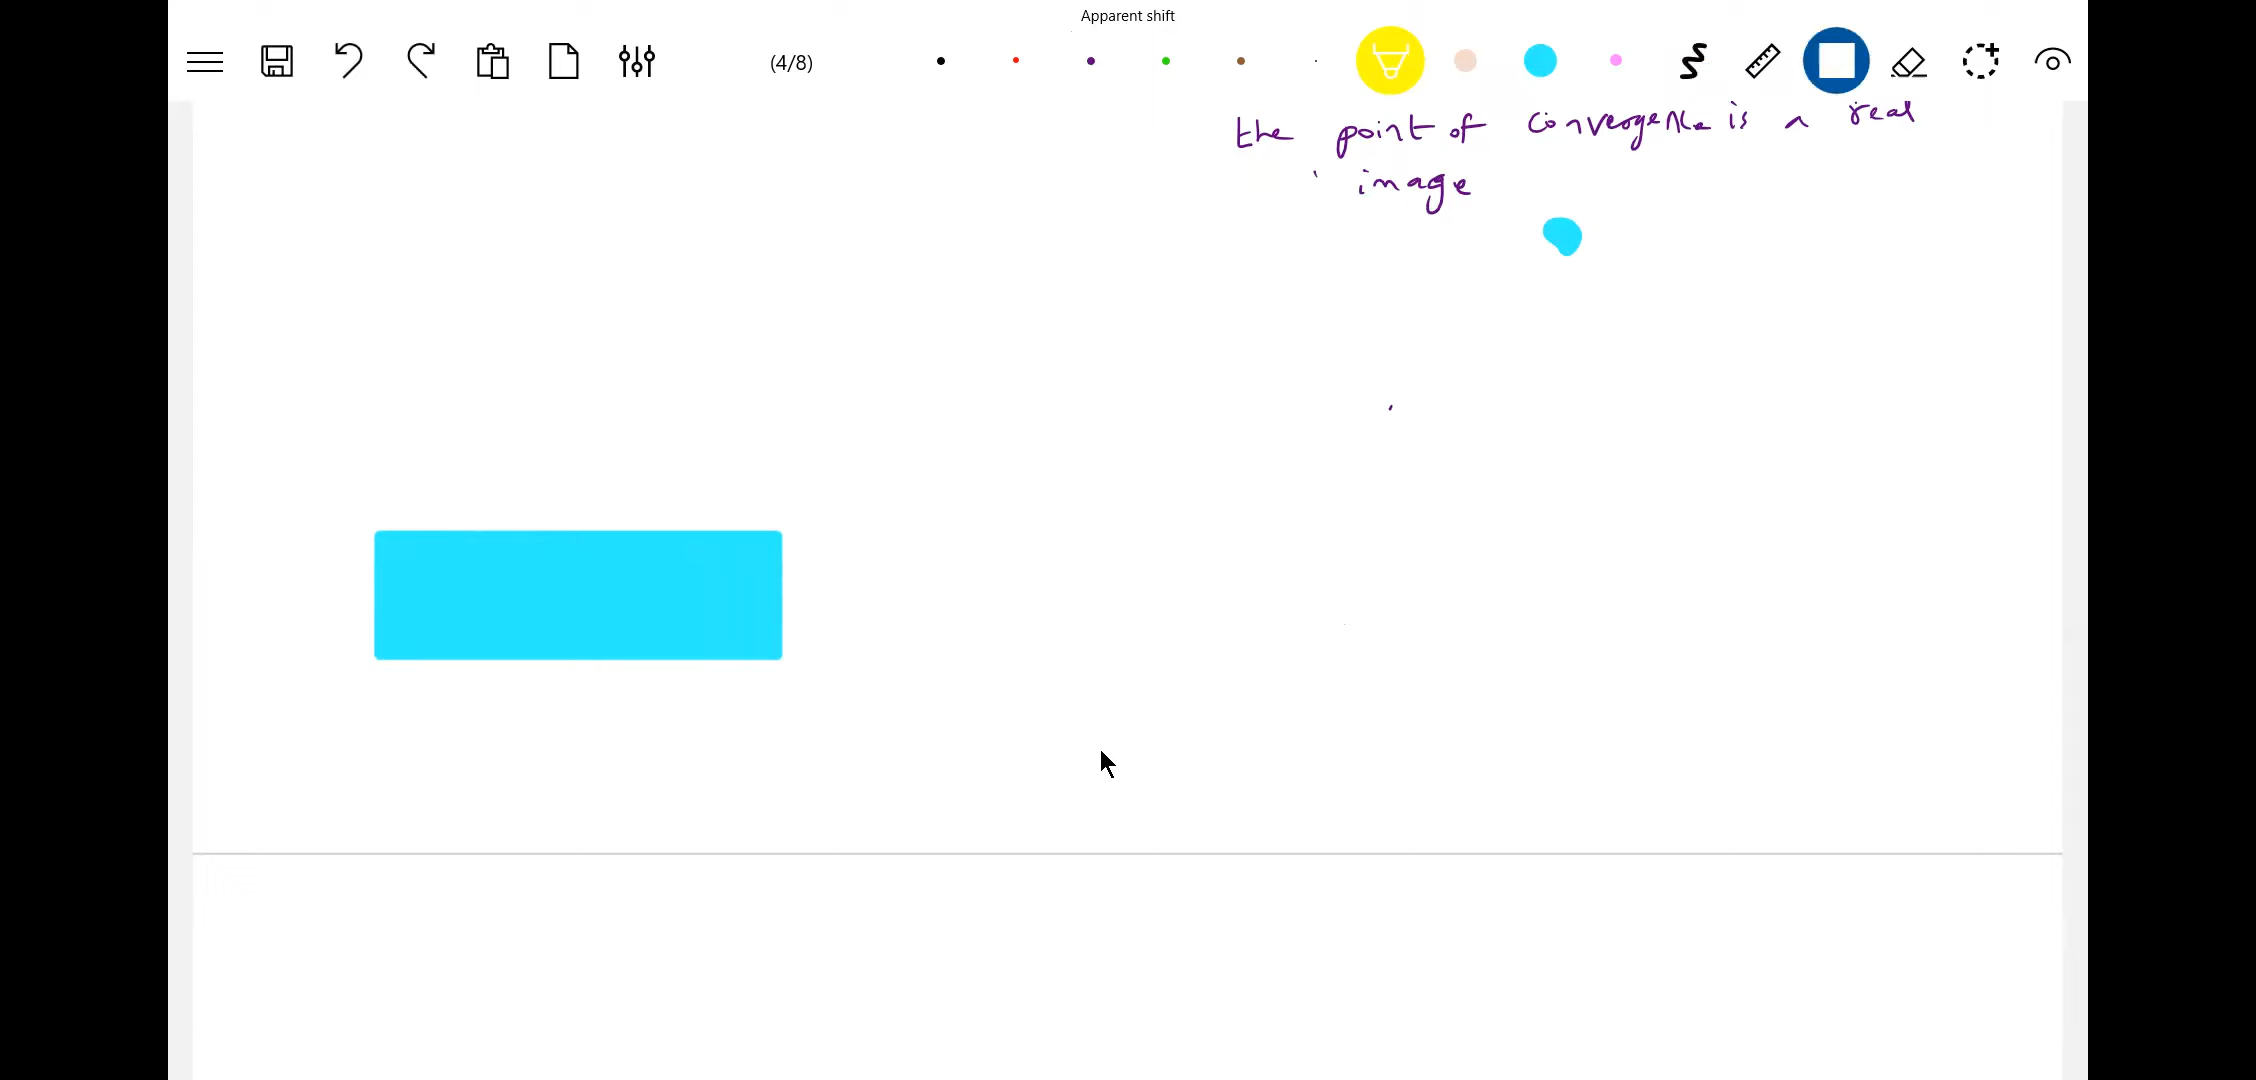 Apparent shift
(4/8)
the point of convergence is a real
image